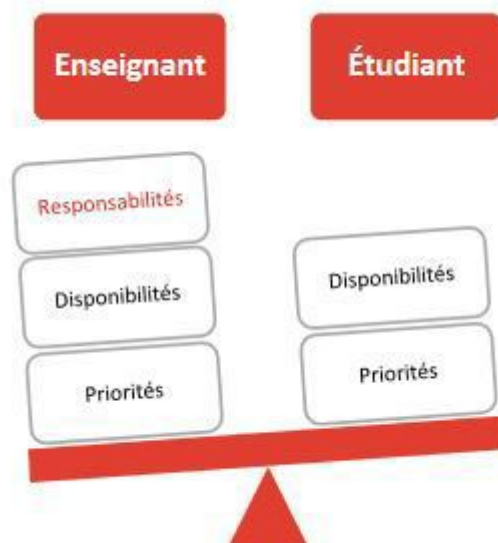 Enseignant
Étudiant
Responsabilités
Disponibilités
Priorités
Disponibilités
Priorités